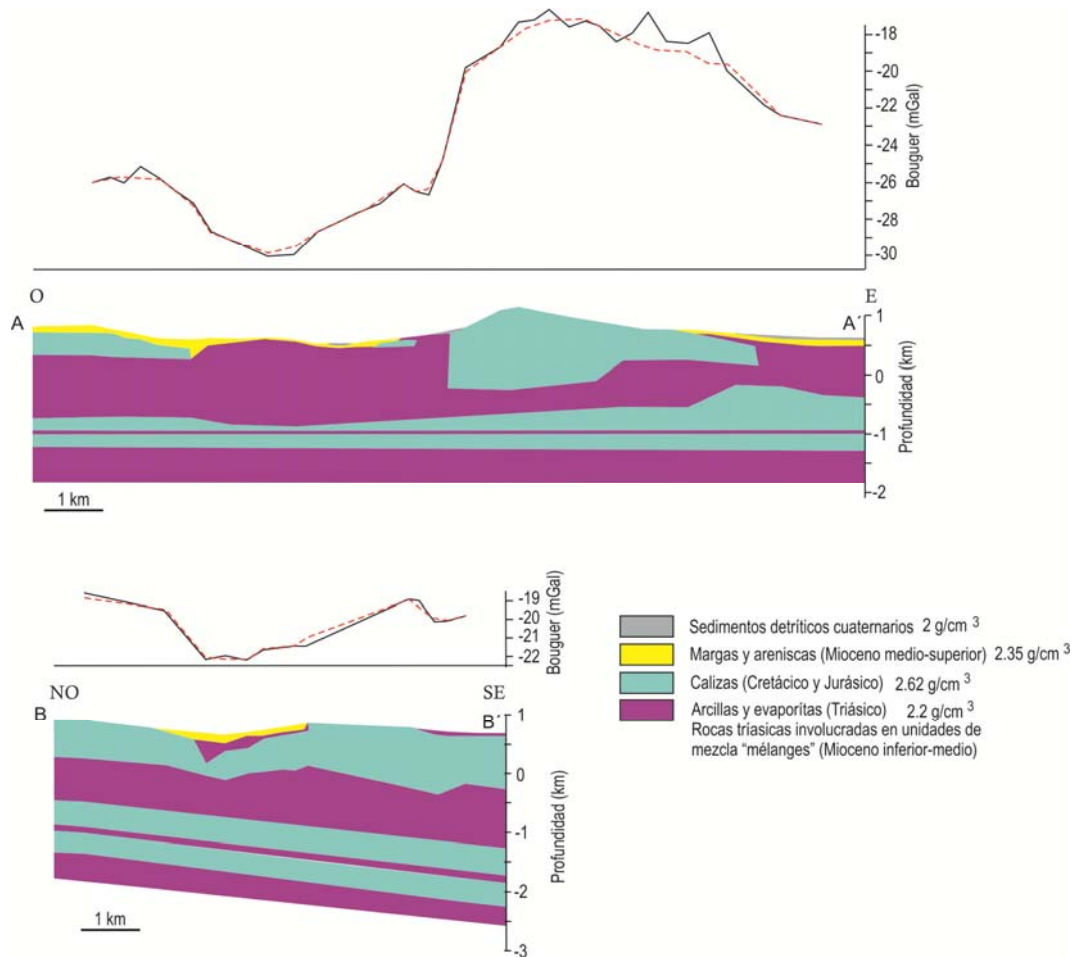 -18
-20
-22
-24
-26
-28
-30
Bouguer (mGal)
O
E
A
A´
1
0
-1
-2
Profundidad (km)
1 km
-19
-20
-21
-22
Bouguer (mGal)
NO
SE
B
B´
1
0
-1
-2
-3
Profundidad (km)
1 km
Sedimentos detríticos cuaternarios 2 g/cm 3
Margas y areniscas (Mioceno medio-superior) 2.35 g/cm 3
Calizas (Cretácico y Jurásico) 2.62 g/cm 3
Arcillas y evaporítas (Triásico) 2.2 g/cm 3
Rocas tríasicas involucradas en unidades de
mezcla “mélanges” (Mioceno inferior-medio)